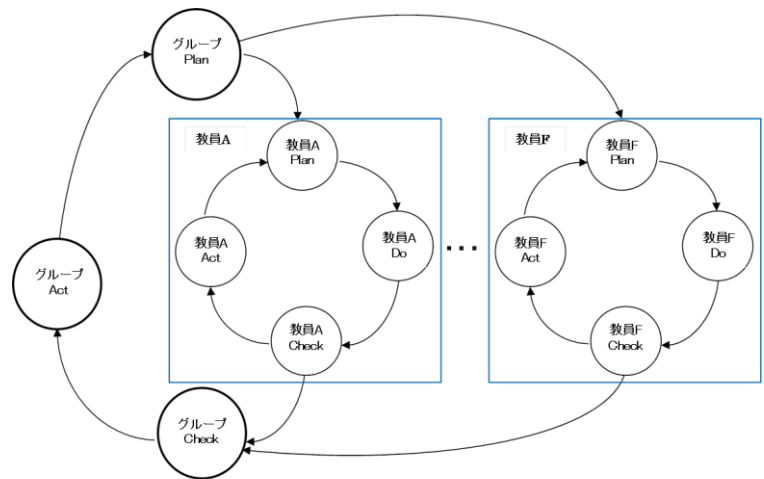 グループ
Plan
教員A
教員A
Plan
教員A
Act
教員A
Do
教員A
Check
・・・
教員F
教員F
Plan
教員F
Act
教員F
Do
教員F
Check
グループ
Act
グループ
Check